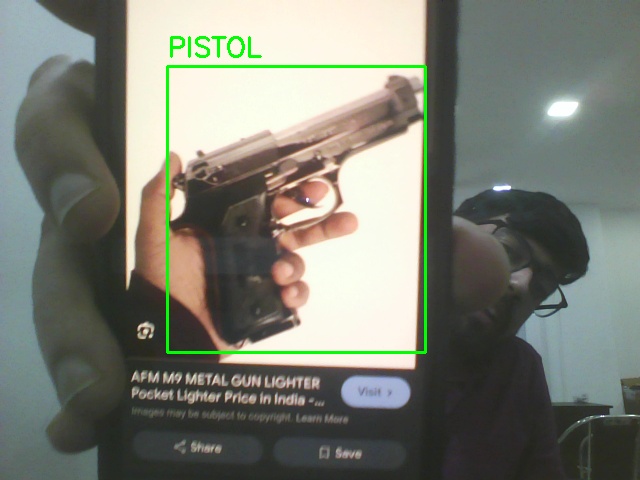 PISTOL
AFM M9 METAL GUN LIGHTER
Pocket Lighter Price in India -...
Visit >
Images may be subject to copyright. Learn More
Share
Save